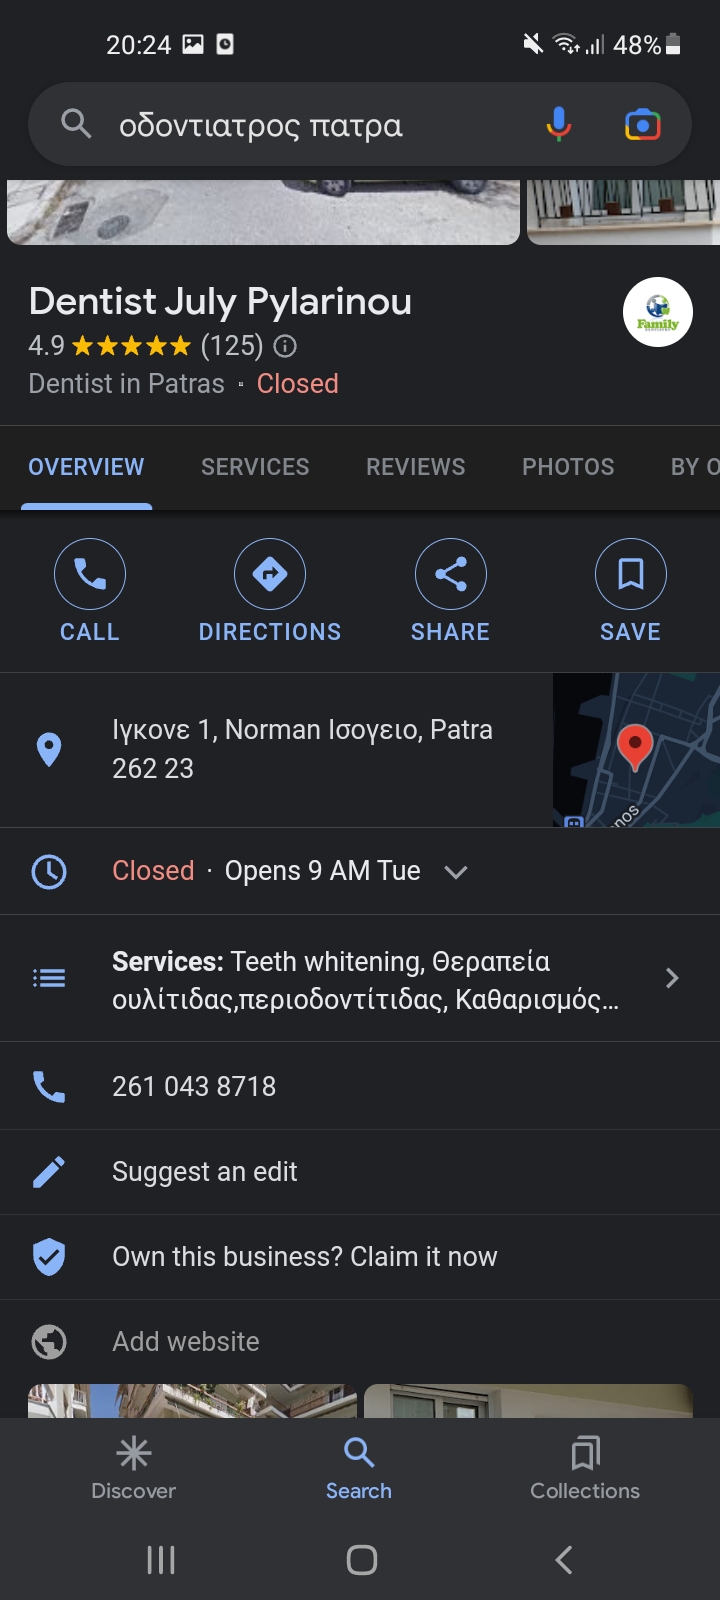 20:24
48%
οδοντιατρος πατρα
Dentist July Pylarinou
4.9 ★★★★★ (125)
Family
Dentist in Patras · Closed
OVERVIEW SERVICES REVIEWS PHOTOS BY O
CALL DIRECTIONS SHARE SAVE
Ιγκονε 1, Norman Ισογειο, Patra
262 23
nos
Closed · Opens 9 AM Tue
Services: Teeth whitening, Θεραπεία
ουλίτιδας,περιοδοντίτιδας, Καθαρισμός...
261 043 8718
Suggest an edit
Own this business? Claim it now
Add website
Discover Search Collections